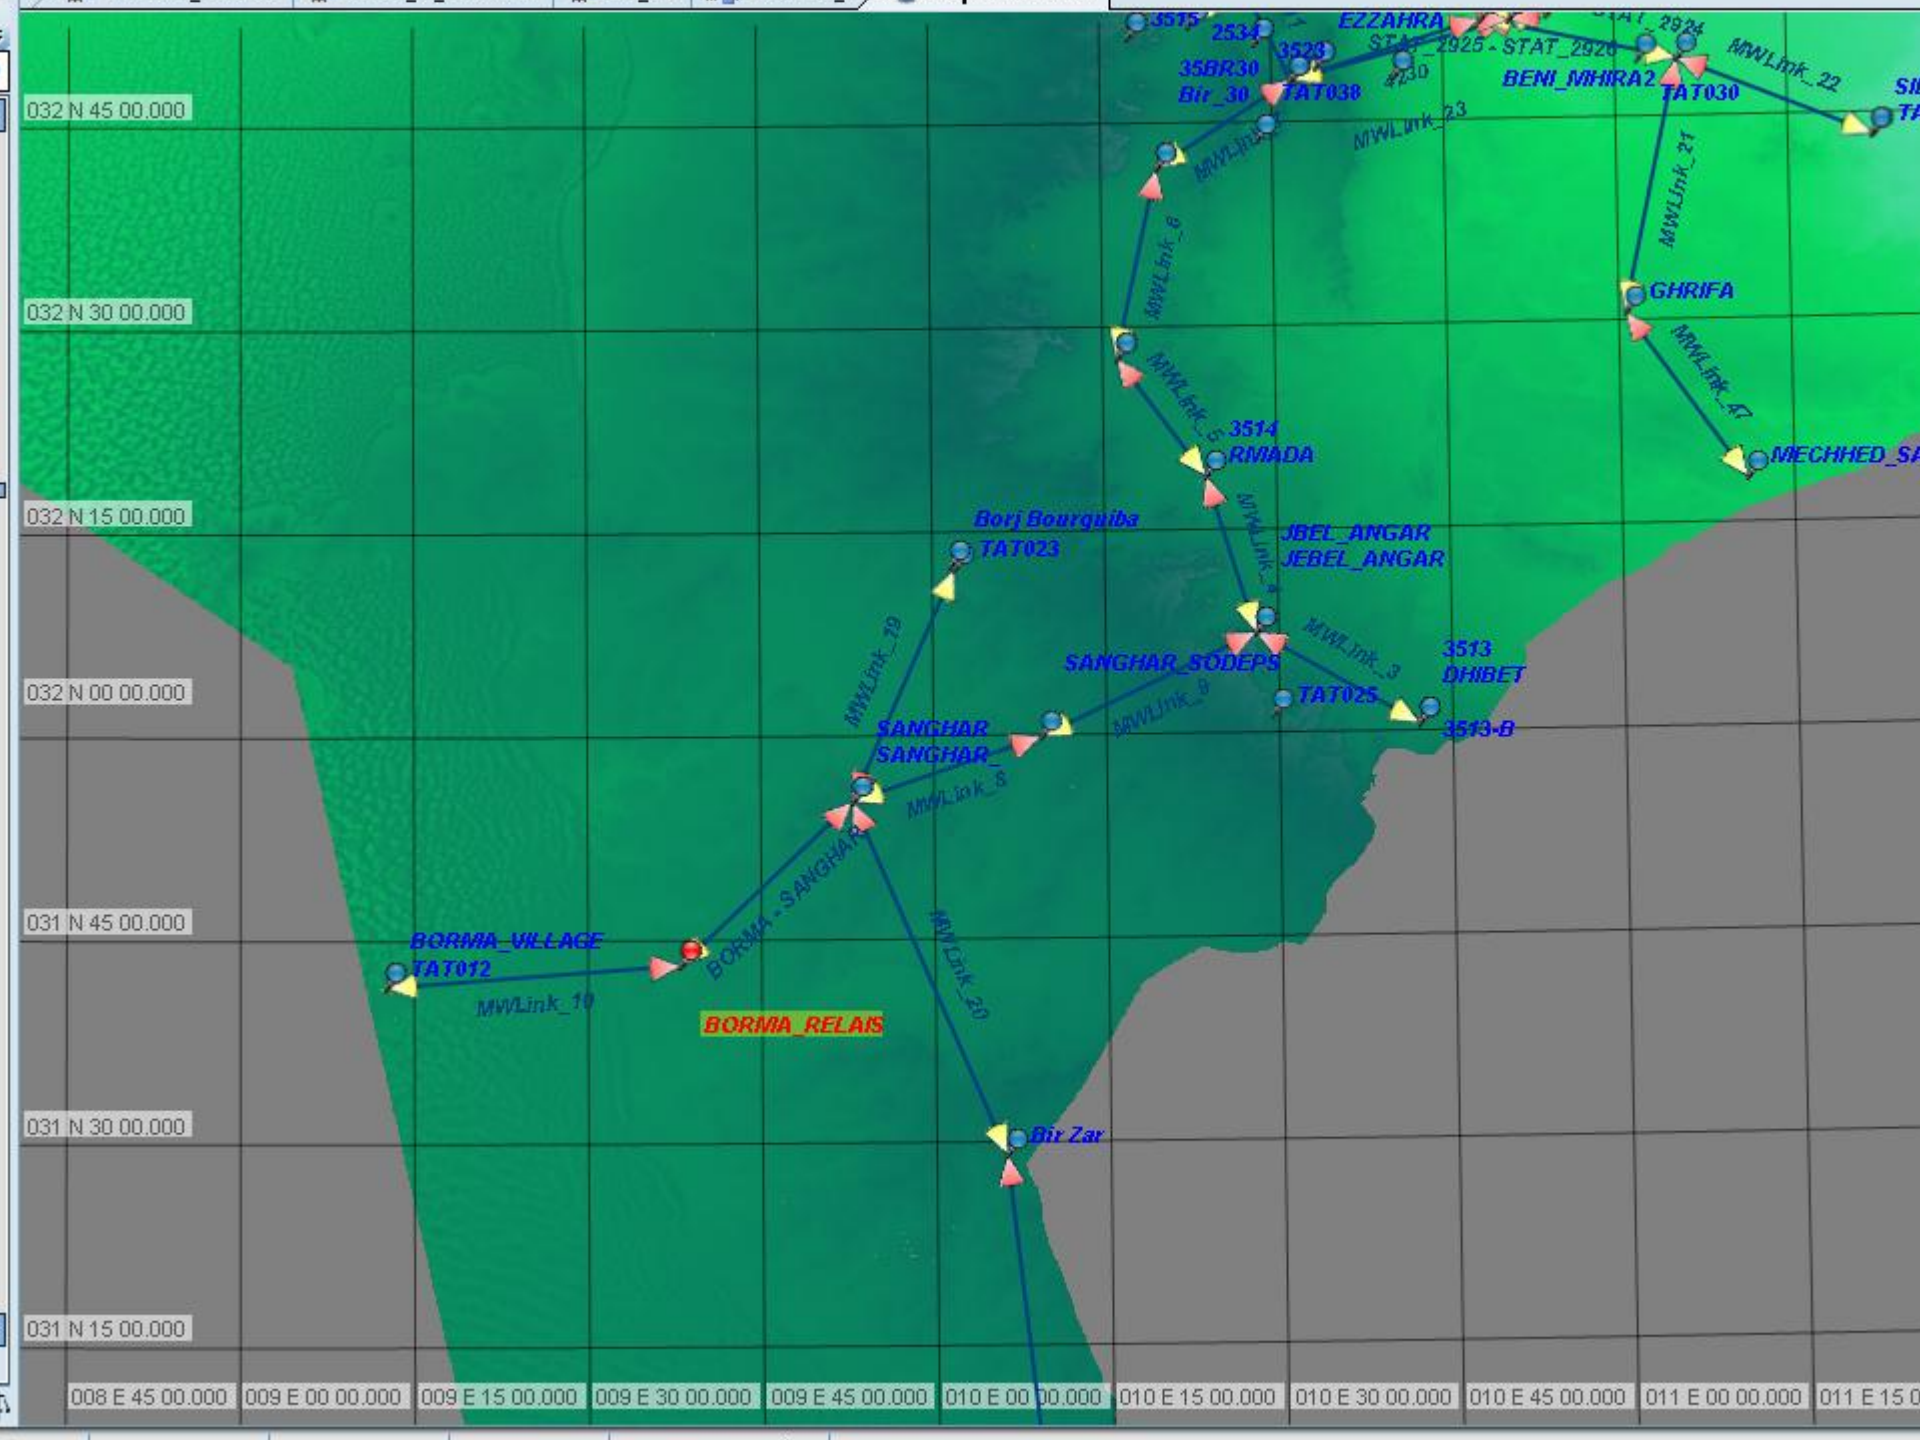 3515
2534
EZZAHRA
STAT_2924
3523
STAT_2925 - STAT_2926
MWLink_22
35BR30
4230
BENI_MHIRA2
Bir_30
TAT038
TAT030
032 N 45 00.000
MWLink_23
MWLink_21
MWLink_6
GHRIFA
032 N 30 00.000
MWLink_5
MWLink_47
3514
RMADA
032 N 15 00.000
Borj Bourguiba
TAT023
MWLink_4
JBEL_ANGAR
JEBEL_ANGAR
MWLink_19
MWLink_3
3513
DHIBET
SANGHAR_SODEPS
032 N 00 00.000
TAT025
MWLink_9
3513-B
SANGHAR
SANGHAR_
MWLink_8
BORMA - SANGHAR
031 N 45 00.000
BORMA_VILLAGE
TAT012
MWLink_10
MWLink_20
BORMA_RELAIS
031 N 30 00.000
Bir Zar
031 N 15 00.000
008 E 45 00.000
009 E 00 00.000
009 E 15 00.000
009 E 30 00.000
009 E 45 00.000
010 E 00 00.000
010 E 15 00.000
010 E 30 00.000
010 E 45 00.000
011 E 00 00.000
011 E 15 0